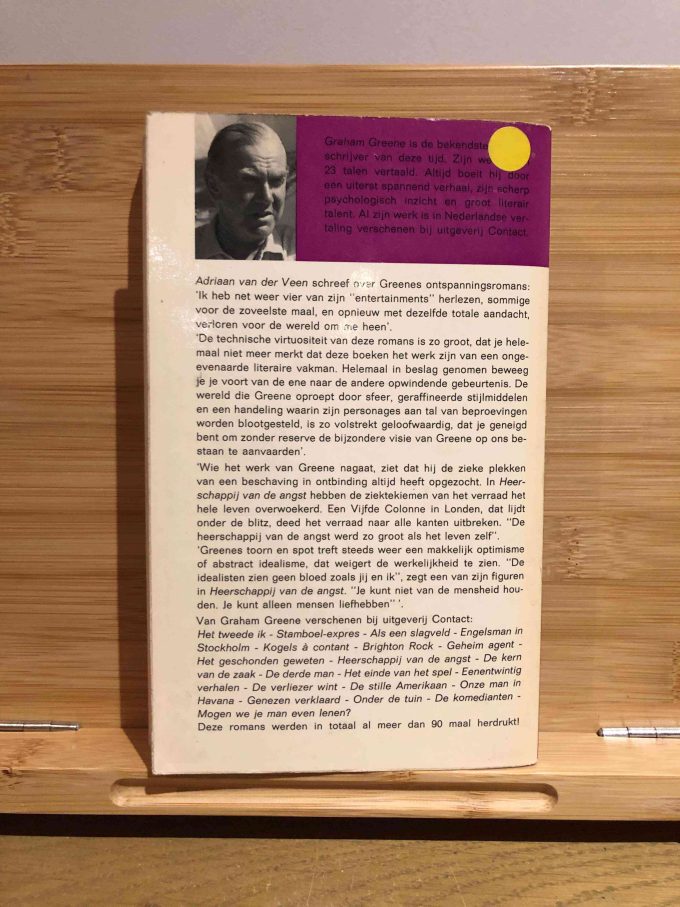 Graham Greene is de bekendste
schrijver van deze tijd. Zijn
23 talen vertaald. Altijd boeit hij door
een uiterst spannend verhaal, zijn scherp
psychologisch inzicht en groot literair
talent. Al zijn werk is in Nederlandse ver-
taling verschenen bij uitgeverij Contact.
Adriaan van der Veen schreef over Greenes ontspanningsromans:
'Ik heb net weer vier van zijn "entertainments" herlezen, sommige
voor de zoveelste maal, en opnieuw met dezelfde totale aandacht,
verloren voor de wereld om me heen'.
'De technische virtuositeit van deze romans is zo groot, dat je hele-
maal niet meer merkt dat deze boeken het werk zijn van een onge-
evenaarde literaire vakman. Helemaal in beslag genomen beweeg
je je voort van de ene naar de andere opwindende gebeurtenis. De
wereld die Greene oproept door sfeer, geraffineerde stijlmiddelen
en een handeling waarin zijn personages aan tal van beproevingen
worden blootgesteld, is zo volstrekt geloofwaardig, dat je geneigd
bent om zonder reserve de bijzondere visie van Greene op ons be-
staan te aanvaarden'.
'Wie het werk van Greene nagaat, ziet dat hij de zieke plekken
van een beschaving in ontbinding altijd heeft opgezocht. In Heer-
schappij van de angst hebben de ziektekiemen van het verraad het
hele leven overwoekerd. Een Vijfde Colonne in Londen, dat lijdt
onder de blitz, deed het verraad naar alle kanten uitbreken. "De
heerschappij van de angst werd zo groot als het leven zelf".
'Greenes toorn en spot treft steeds weer een makkelijk optimisme
of abstract idealisme, dat weigert de werkelijkheid te zien. "De
idealisten zien geen bloed zoals jij en ik", zegt een van zijn figuren
in Heerschappij van de angst. "Je kunt niet van de mensheid hou-
den. Je kunt alleen mensen liefhebben" '.
Van Graham Greene verschenen bij uitgeverij Contact:
Het tweede ik - Stamboel-expres - Als een slagveld - Engelsman in
Stockholm - Kogels à contant - Brighton Rock - Geheim agent -
Het geschonden geweten - Heerschappij van de angst - De kern
van de zaak - De derde man - Het einde van het spel - Eenentwintig
verhalen - De verliezer wint - De stille Amerikaan - Onze man in
Havana - Genezen verklaard - Onder de tuin - De komedianten -
Mogen we je man even lenen?
Deze romans werden in totaal al meer dan 90 maal herdrukt!